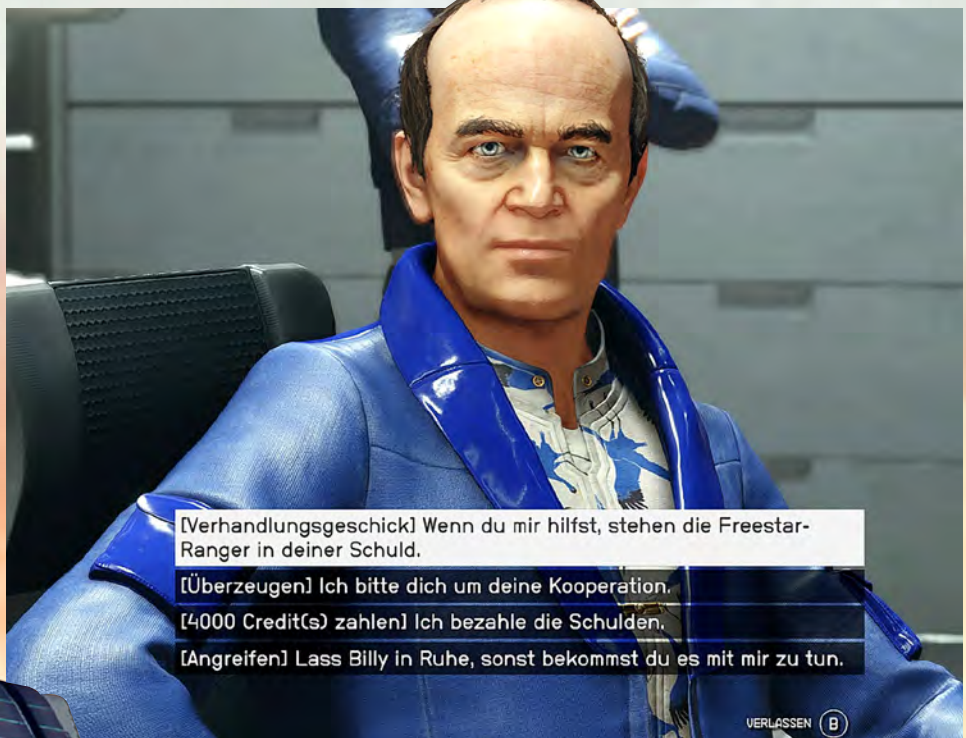 [Verhandlungsgeschick] Wenn du mir hilfst, stehen die Freestar-
Ranger in deiner Schuld.
[Überzeugen] Ich bitte dich um deine Kooperation.
[4000 Credit(s) zahlen] Ich bezahle die Schulden.
[Angreifen] Lass Billy in Ruhe, sonst bekommst du es mit mir zu tun.
VERLASSEN B